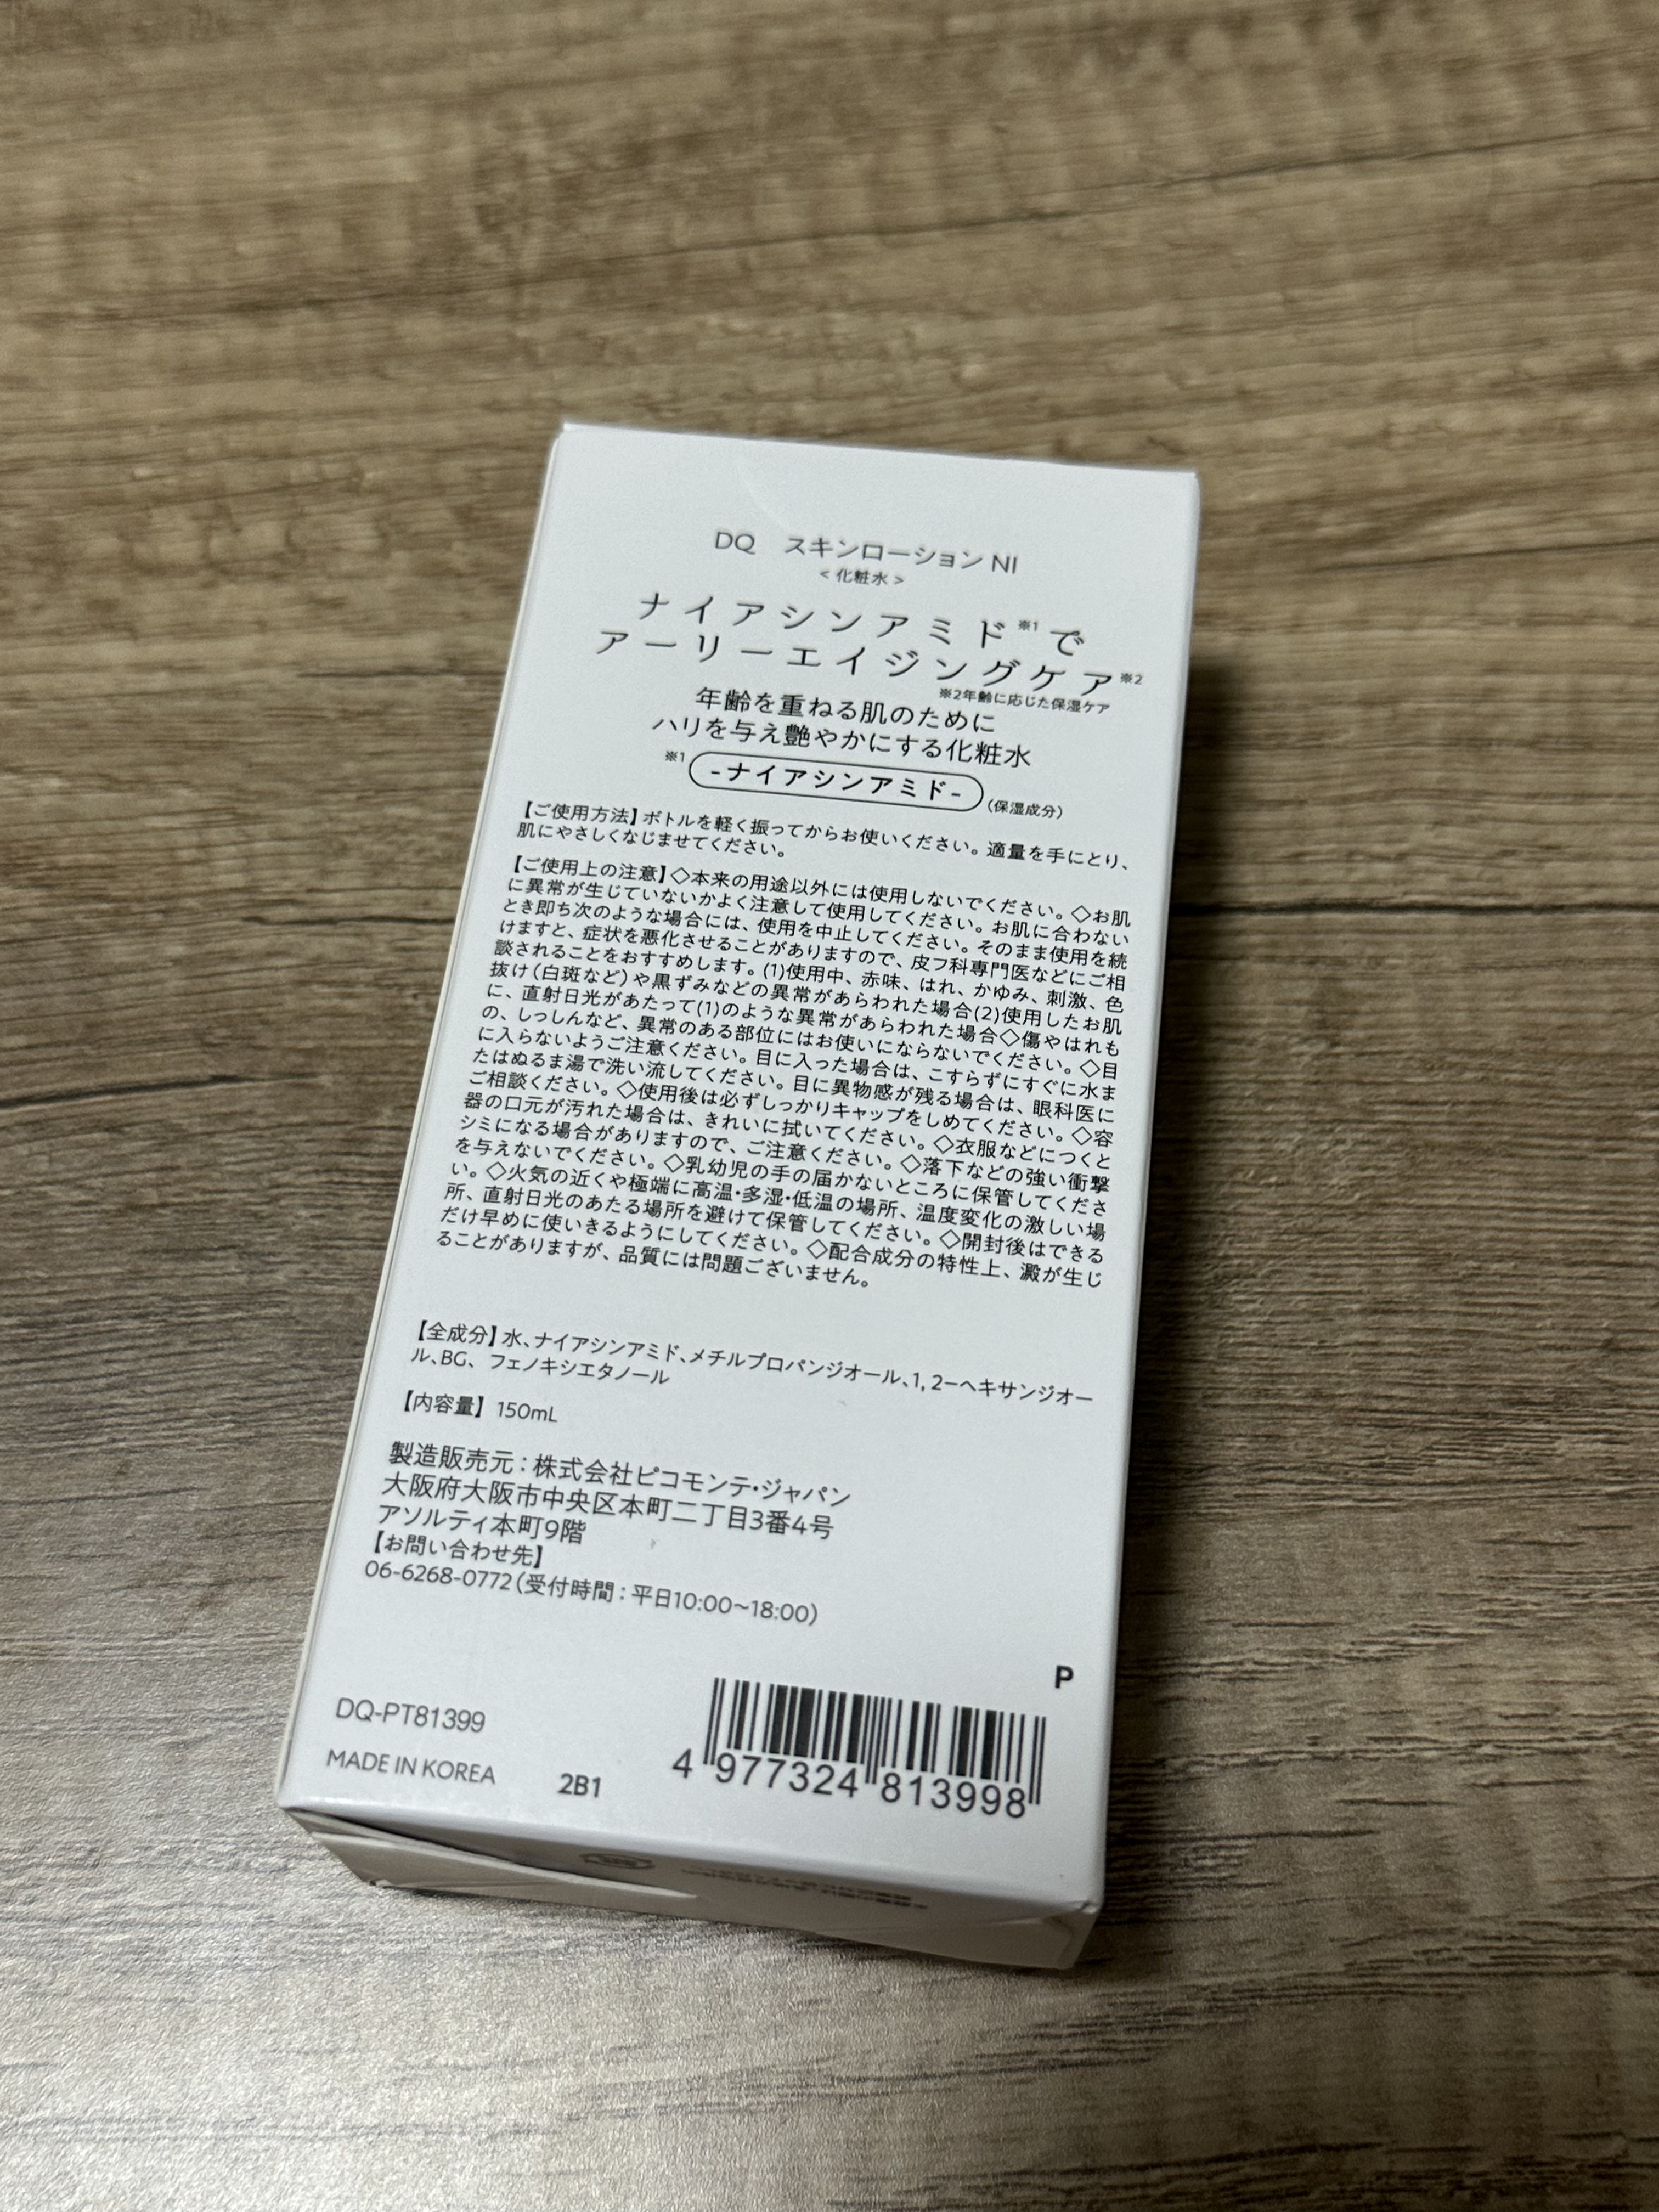 DQ スキンローション NI
<化粧水>
ナイアシンアミド※1で
アーリーエイジングケア※2
※2年齢に応じた保湿ケア
年齢を重ねる肌のために
ハリを与え艶やかにする化粧水
※1 -ナイアシンアミド- (保湿成分)
【ご使用方法】ボトルを軽く振ってからお使いください。適量を手にとり、
肌にやさしくなじませてください。
【ご使用上の注意】◇本来の用途以外には使用しないでください。◇お肌
に異常が生じていないかよく注意して使用してください。お肌に合わない
とき即ち次のような場合には、使用を中止してください。そのまま使用を続
けますと、症状を悪化させることがありますので、皮フ科専門医などにご相
談されることをおすすめします。(1)使用中、赤味、はれ、かゆみ、刺激、色
抜け(白斑など)や黒ずみなどの異常があらわれた場合(2)使用したお肌
に、直射日光があたって(1)のような異常があらわれた場合◇傷やはれも
の、しっしんなど、異常のある部位にはお使いにならないでください。◇目
に入らないようご注意ください。目に入った場合は、こすらずにすぐに水ま
たはぬるま湯で洗い流してください。目に異物感が残る場合は、眼科医に
ご相談ください。◇使用後は必ずしっかりキャップをしめてください。◇容
器の口元が汚れた場合は、きれいに拭いてください。◇衣服などにつくと
シミになる場合がありますので、ご注意ください。◇落下などの強い衝撃
を与えないでください。◇乳幼児の手の届かないところに保管してくださ
い。◇火気の近くや極端に高温・多湿・低温の場所、温度変化の激しい場
所、直射日光のあたる場所を避けて保管してください。◇開封後はできる
だけ早めに使いきるようにしてください。◇配合成分の特性上、澱が生じ
ることがありますが、品質には問題ございません。
【全成分】水、ナイアシンアミド、メチルプロパンジオール、1, 2ーヘキサンジオー
ル、BG、フェノキシエタノール
【内容量】150mL
製造販売元：株式会社ピコモンテ・ジャパン
大阪府大阪市中央区本町二丁目3番4号
アソルティ本町9階
【お問い合わせ先】
06-6268-0772(受付時間：平日10:00~18:00)
P
DQ-PT81399
MADE IN KOREA
2B1
4 977324 813998